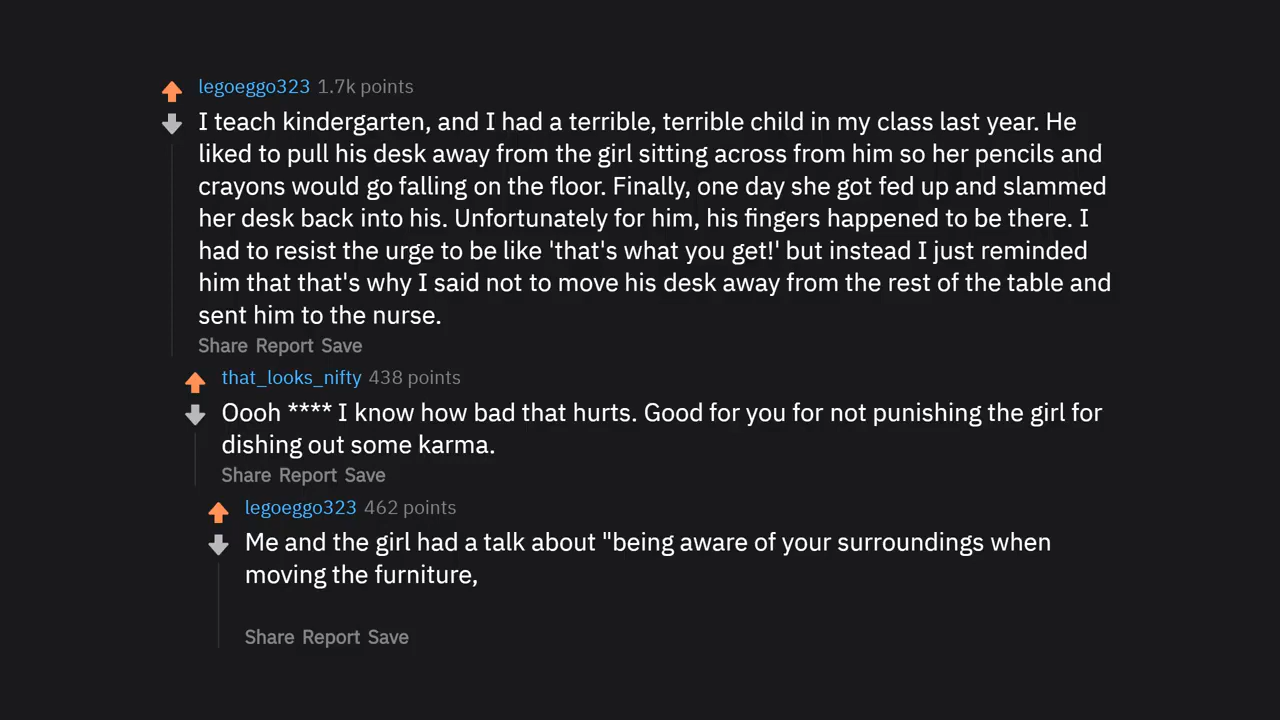 legoeggo323 1.7k points
I teach kindergarten, and I had a terrible, terrible child in my class last year. He
liked to pull his desk away from the girl sitting across from him so her pencils and
crayons would go falling on the floor. Finally, one day she got fed up and slammed
her desk back into his. Unfortunately for him, his fingers happened to be there. I
had to resist the urge to be like 'that's what you get!' but instead I just reminded
him that that's why I said not to move his desk away from the rest of the table and
sent him to the nurse.
Share Report Save
that_looks_nifty 438 points
Oooh **** I know how bad that hurts. Good for you for not punishing the girl for
dishing out some karma.
Share Report Save
legoeggo323 462 points
Me and the girl had a talk about "being aware of your surroundings when
moving the furniture,
Share Report Save